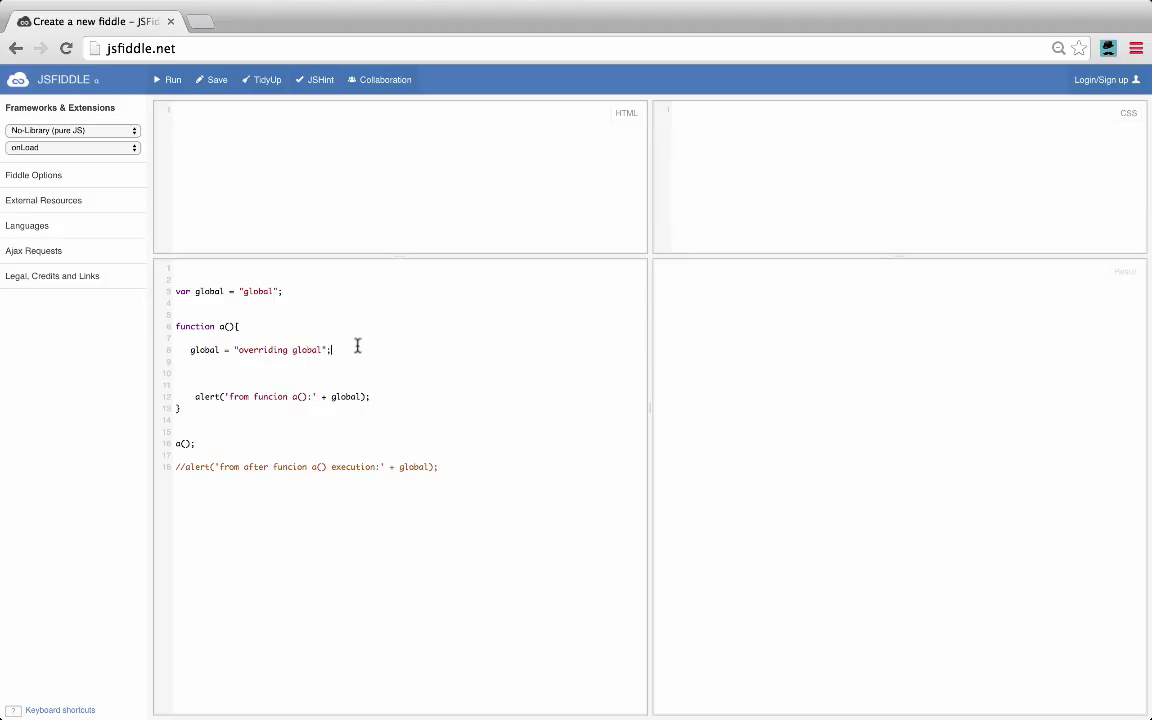 Create a new fiddle – JSFid
jsfiddle.net
JSFIDDLE α
Run Save TidyUp JSHint Collaboration
Login/Sign up
Frameworks & Extensions
No-Library (pure JS)
onLoad
Fiddle Options
External Resources
Languages
Ajax Requests
Legal, Credits and Links
HTML
1
CSS
1
Result
1
2
3 var global = "global";
4
5
6 function a(){
7
8 global = "overriding global";
9
10
11
12 alert('from funcion a():' + global);
13 }
14
15
16 a();
17
18 //alert('from after funcion a() execution:' + global);
? Keyboard shortcuts